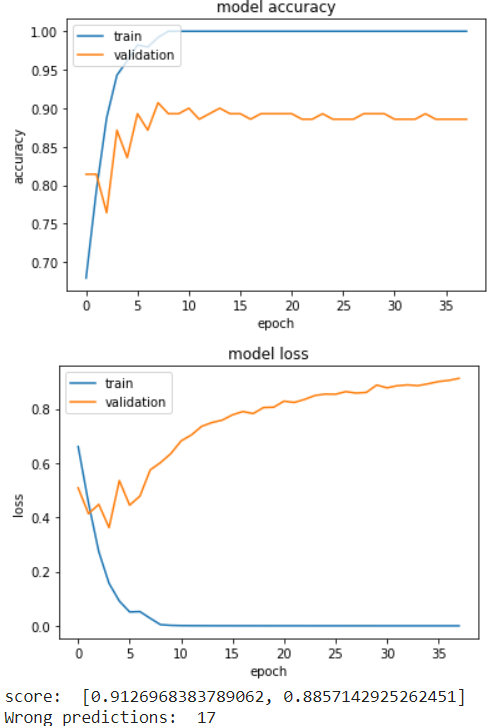 model accuracy
1.00
0.95
0.90
0.85
0.80
0.75
0.70
accuracy
train
validation
0 5 10 15 20 25 30 35
epoch
model loss
0.8
0.6
0.4
0.2
0.0
loss
train
validation
0 5 10 15 20 25 30 35
epoch
score:  [0.9126968383789062, 0.8857142925262451]
Wrong predictions:  17